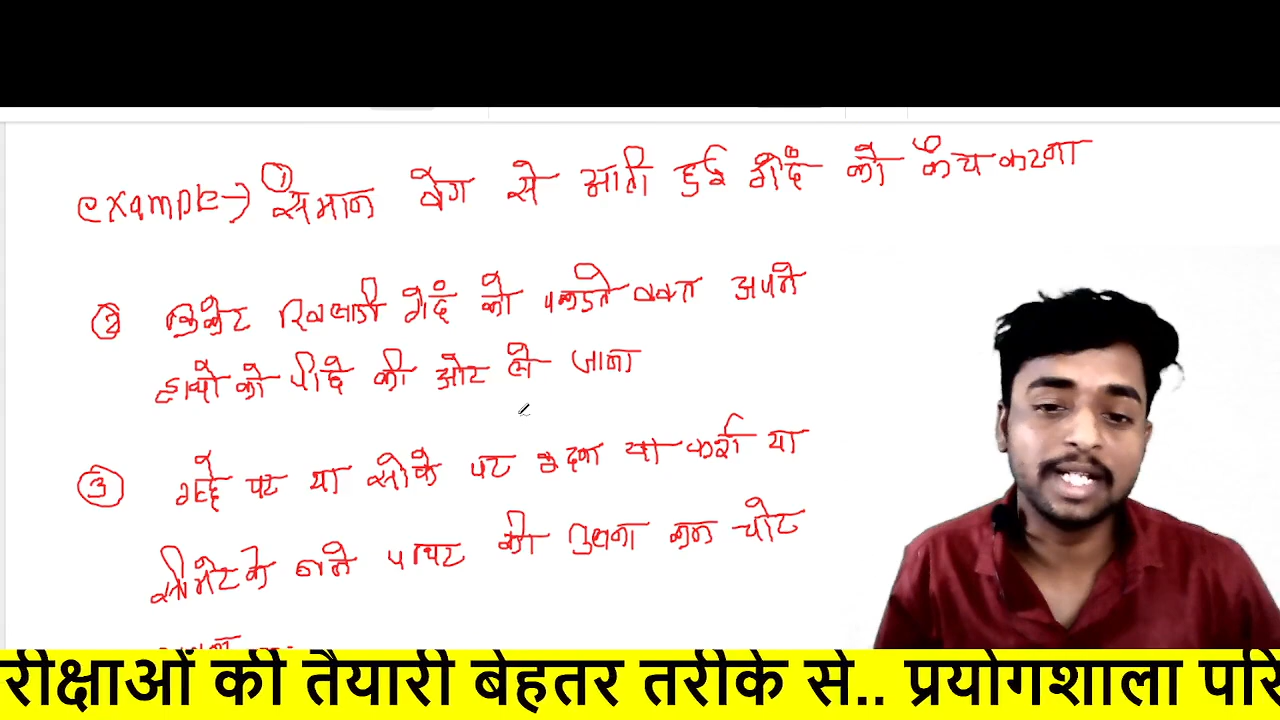 example→ ① समान वेग से आती हुई गेंद को कैच करना
② क्रिकेट खिलाडी गेंद को पकडते वक्त अपने
हाथो को पीछे की ओर ले जाना
③ गद्दे पर या सोफे पर कूदना या फर्श या
सीमेंट के बने पत्थर की तुलना कम चोट
रीक्षाओं की तैयारी बेहतर तरीके से.. प्रयोगशाला परि